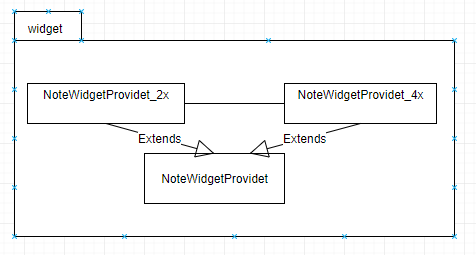 widget
NoteWidgetProvidet_2x
NoteWidgetProvidet_4x
Extends
Extends
NoteWidgetProvidet